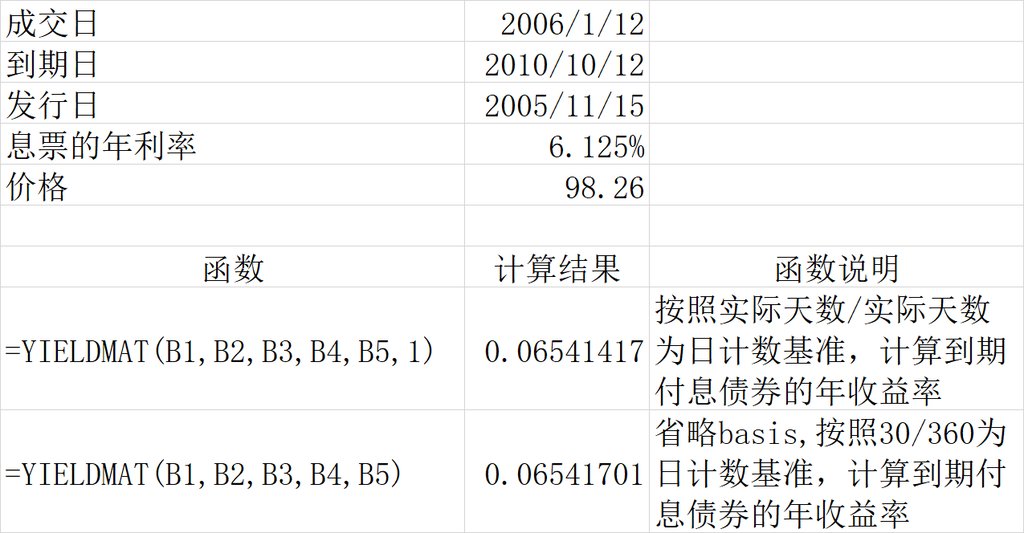 成交日 2006/1/12
到期日 2010/10/12
发行日 2005/11/15
息票的年利率 6.125%
价格 98.26
函数 计算结果 函数说明
=YIELDMAT(B1,B2,B3,B4,B5,1) 0.06541417
按照实际天数/实际天数
为日计数基准，计算到期
付息债券的年收益率
=YIELDMAT(B1,B2,B3,B4,B5) 0.06541701
省略basis,按照30/360为
日计数基准，计算到期付
息债券的年收益率